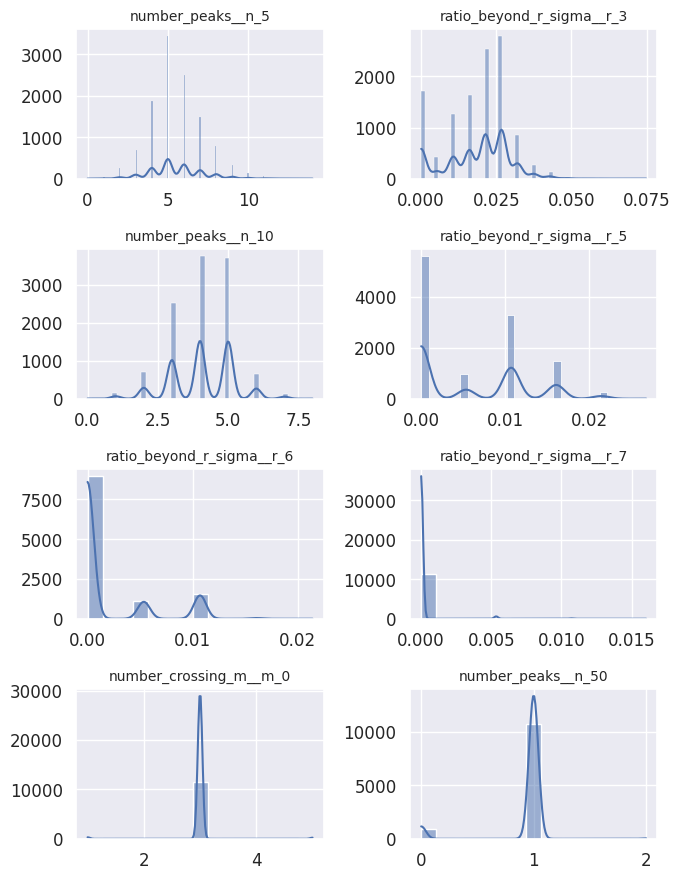 number_peaks__n_5
3000
2000
1000
0
0 5 10
ratio_beyond_r_sigma__r_3
2000
1000
0
0.000 0.025 0.050 0.075
number_peaks__n_10
3000
2000
1000
0
0.0 2.5 5.0 7.5
ratio_beyond_r_sigma__r_5
4000
2000
0
0.00 0.01 0.02
ratio_beyond_r_sigma__r_6
7500
5000
2500
0
0.00 0.01 0.02
ratio_beyond_r_sigma__r_7
30000
20000
10000
0
0.000 0.005 0.010 0.015
number_crossing_m__m_0
30000
20000
10000
0
2 4
number_peaks__n_50
10000
5000
0
0 1 2